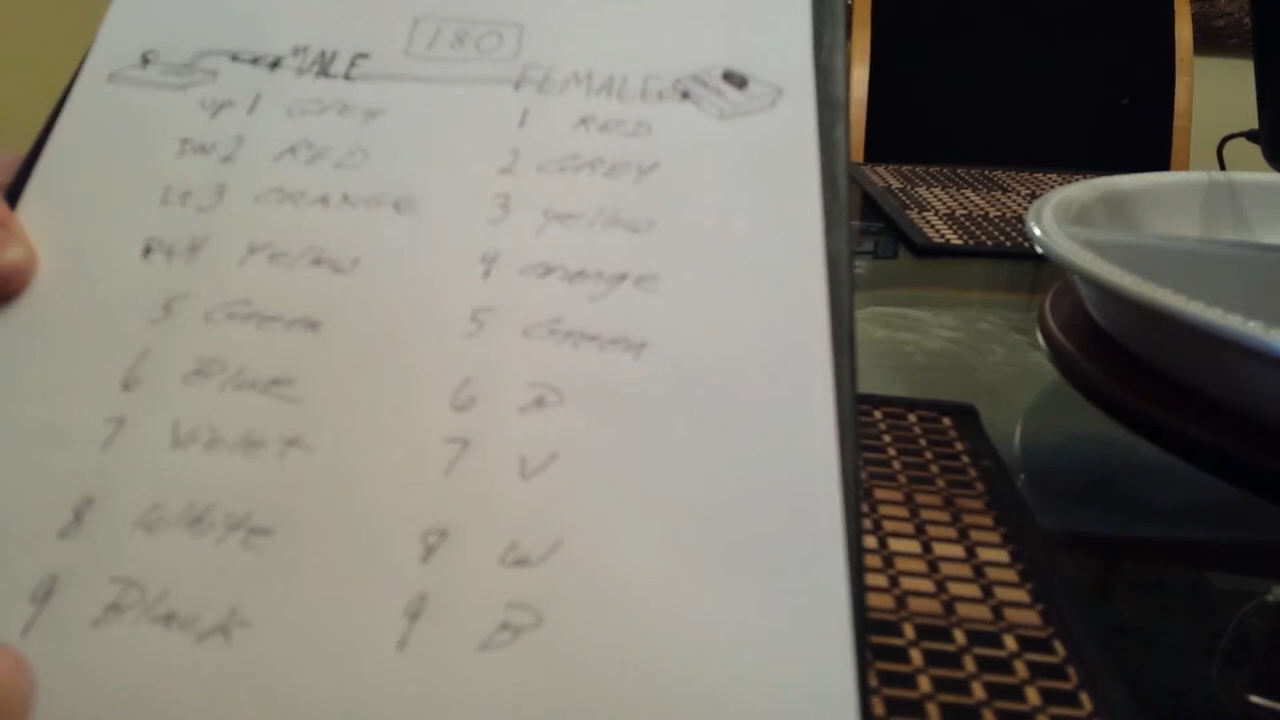 180
MALE FEMALE
up 1 GREY 1 RED
DN 2 RED 2 GREY
Lt 3 ORANGE 3 yellow
Rt 4 Yellow 4 orange
5 Green 5 Green
6 Blue 6 B
7 Violet 7 V
8 White 8 W
9 Black 9 B